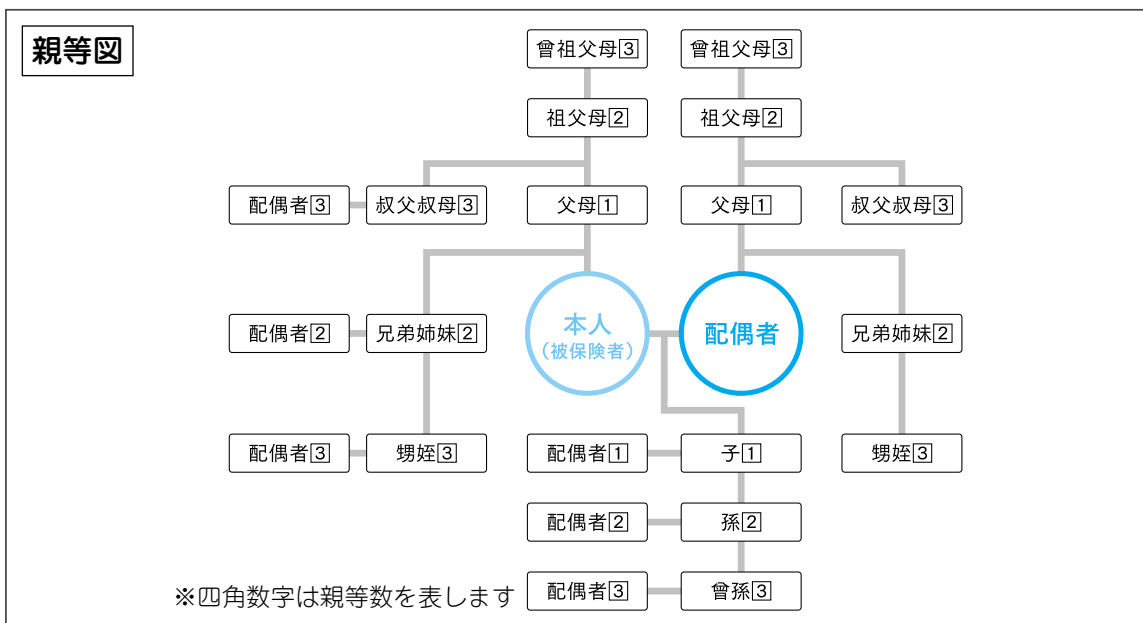 親等図
曾祖父母3 曾祖父母3
祖父母2 祖父母2
配偶者3 叔父叔母3 父母1 父母1 叔父叔母3
配偶者2 兄弟姉妹2 本人 配偶者 兄弟姉妹2
(被保険者)
配偶者3 甥姪3 配偶者1 子1 甥姪3
配偶者2 孫2
※四角数字は親等数を表します 配偶者3 曾孫3